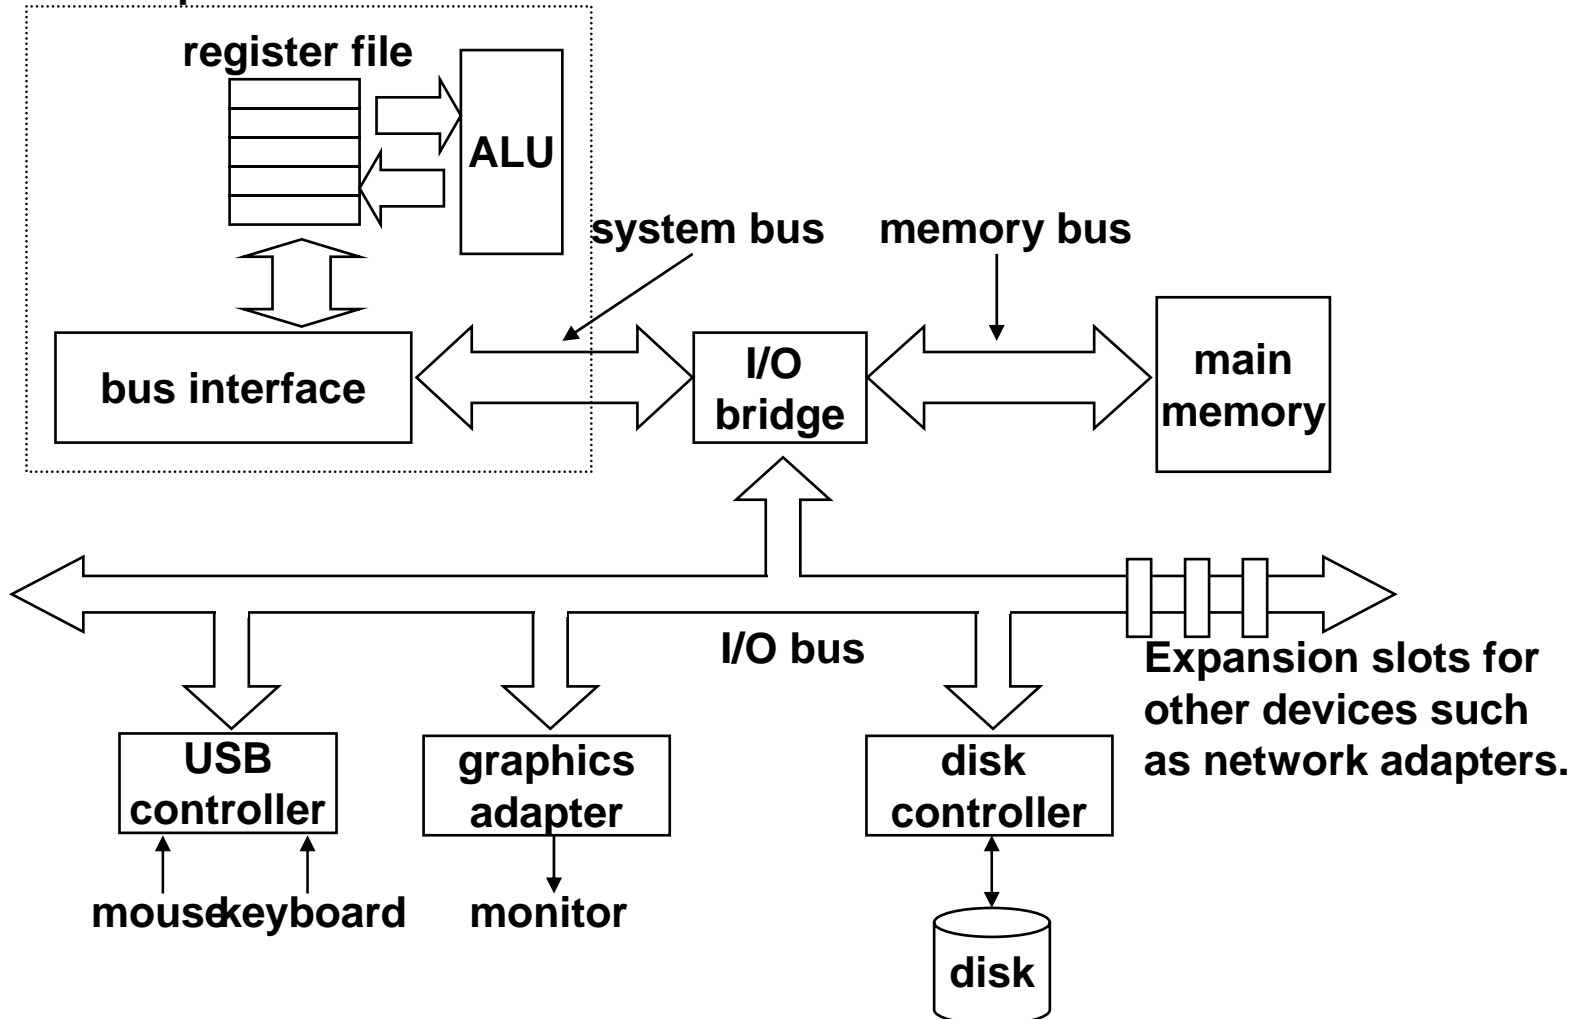 register file
ALU
system bus
memory bus
bus interface
I/O
bridge
main
memory
I/O bus
Expansion slots for
other devices such
as network adapters.
USB
controller
graphics
adapter
disk
controller
mouse
keyboard
monitor
disk